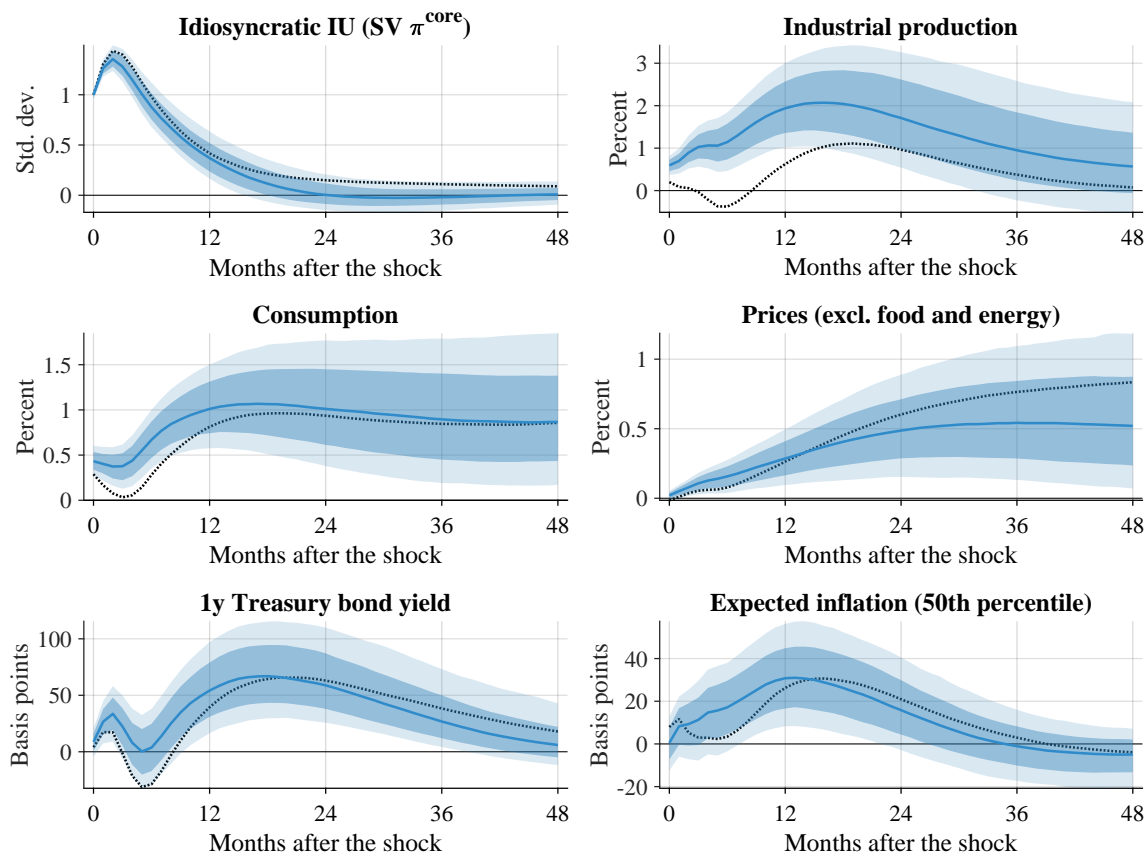 Idiosyncratic IU (SV π^core)
Std. dev.
1
0.5
0
0 12 24 36 48
Months after the shock
Industrial production
Percent
3
2
1
0
0 12 24 36 48
Months after the shock
Consumption
Percent
1.5
1
0.5
0
0 12 24 36 48
Months after the shock
Prices (excl. food and energy)
Percent
1
0.5
0
0 12 24 36 48
Months after the shock
1y Treasury bond yield
Basis points
100
50
0
0 12 24 36 48
Months after the shock
Expected inflation (50th percentile)
Basis points
40
20
0
-20
0 12 24 36 48
Months after the shock